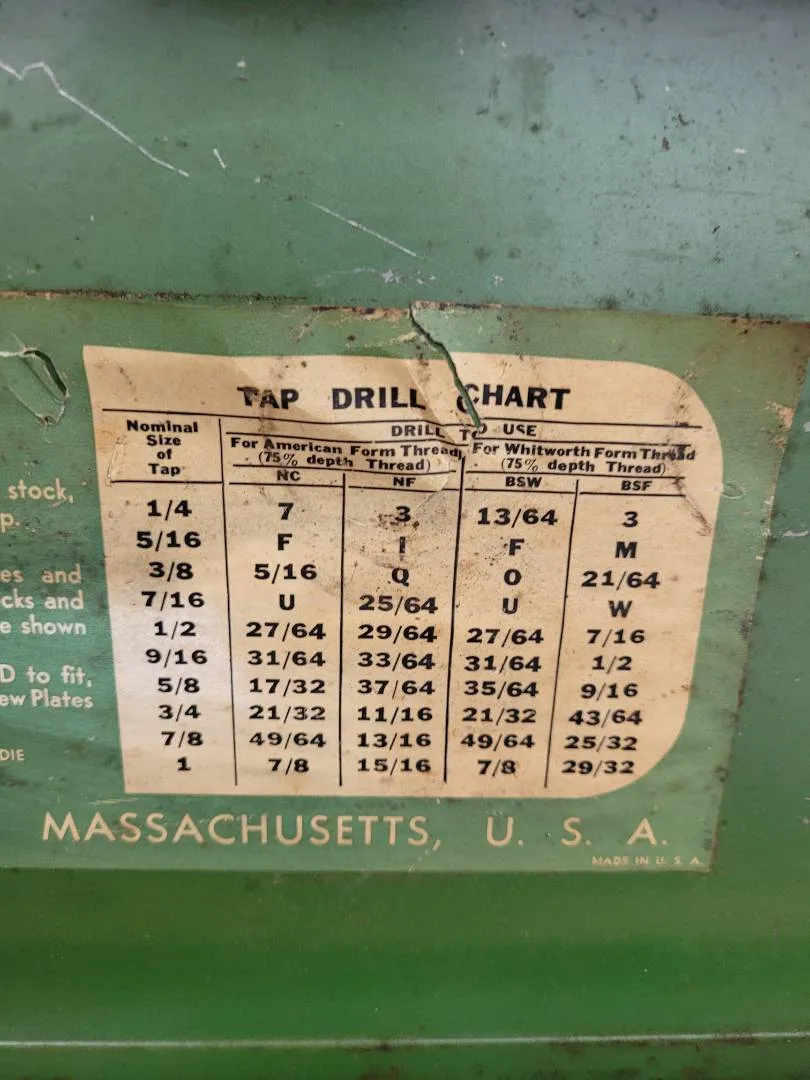 TAP DRILL CHART
Nominal Size of Tap
DRILL TO USE
For American Form Thread (75% depth Thread)
For Whitworth Form Thread (75% depth Thread)
NC NF BSW BSF
1/4 7 3 13/64 3
5/16 F I F M
3/8 5/16 Q O 21/64
7/16 U 25/64 U W
1/2 27/64 29/64 27/64 7/16
9/16 31/64 33/64 31/64 1/2
5/8 17/32 37/64 35/64 9/16
3/4 21/32 11/16 21/32 43/64
7/8 49/64 13/16 49/64 25/32
1 7/8 15/16 7/8 29/32
stock,
p.
es and
cks and
e shown
D to fit,
ew Plates
DIE
MASSACHUSETTS, U. S. A.
MADE IN U. S. A.